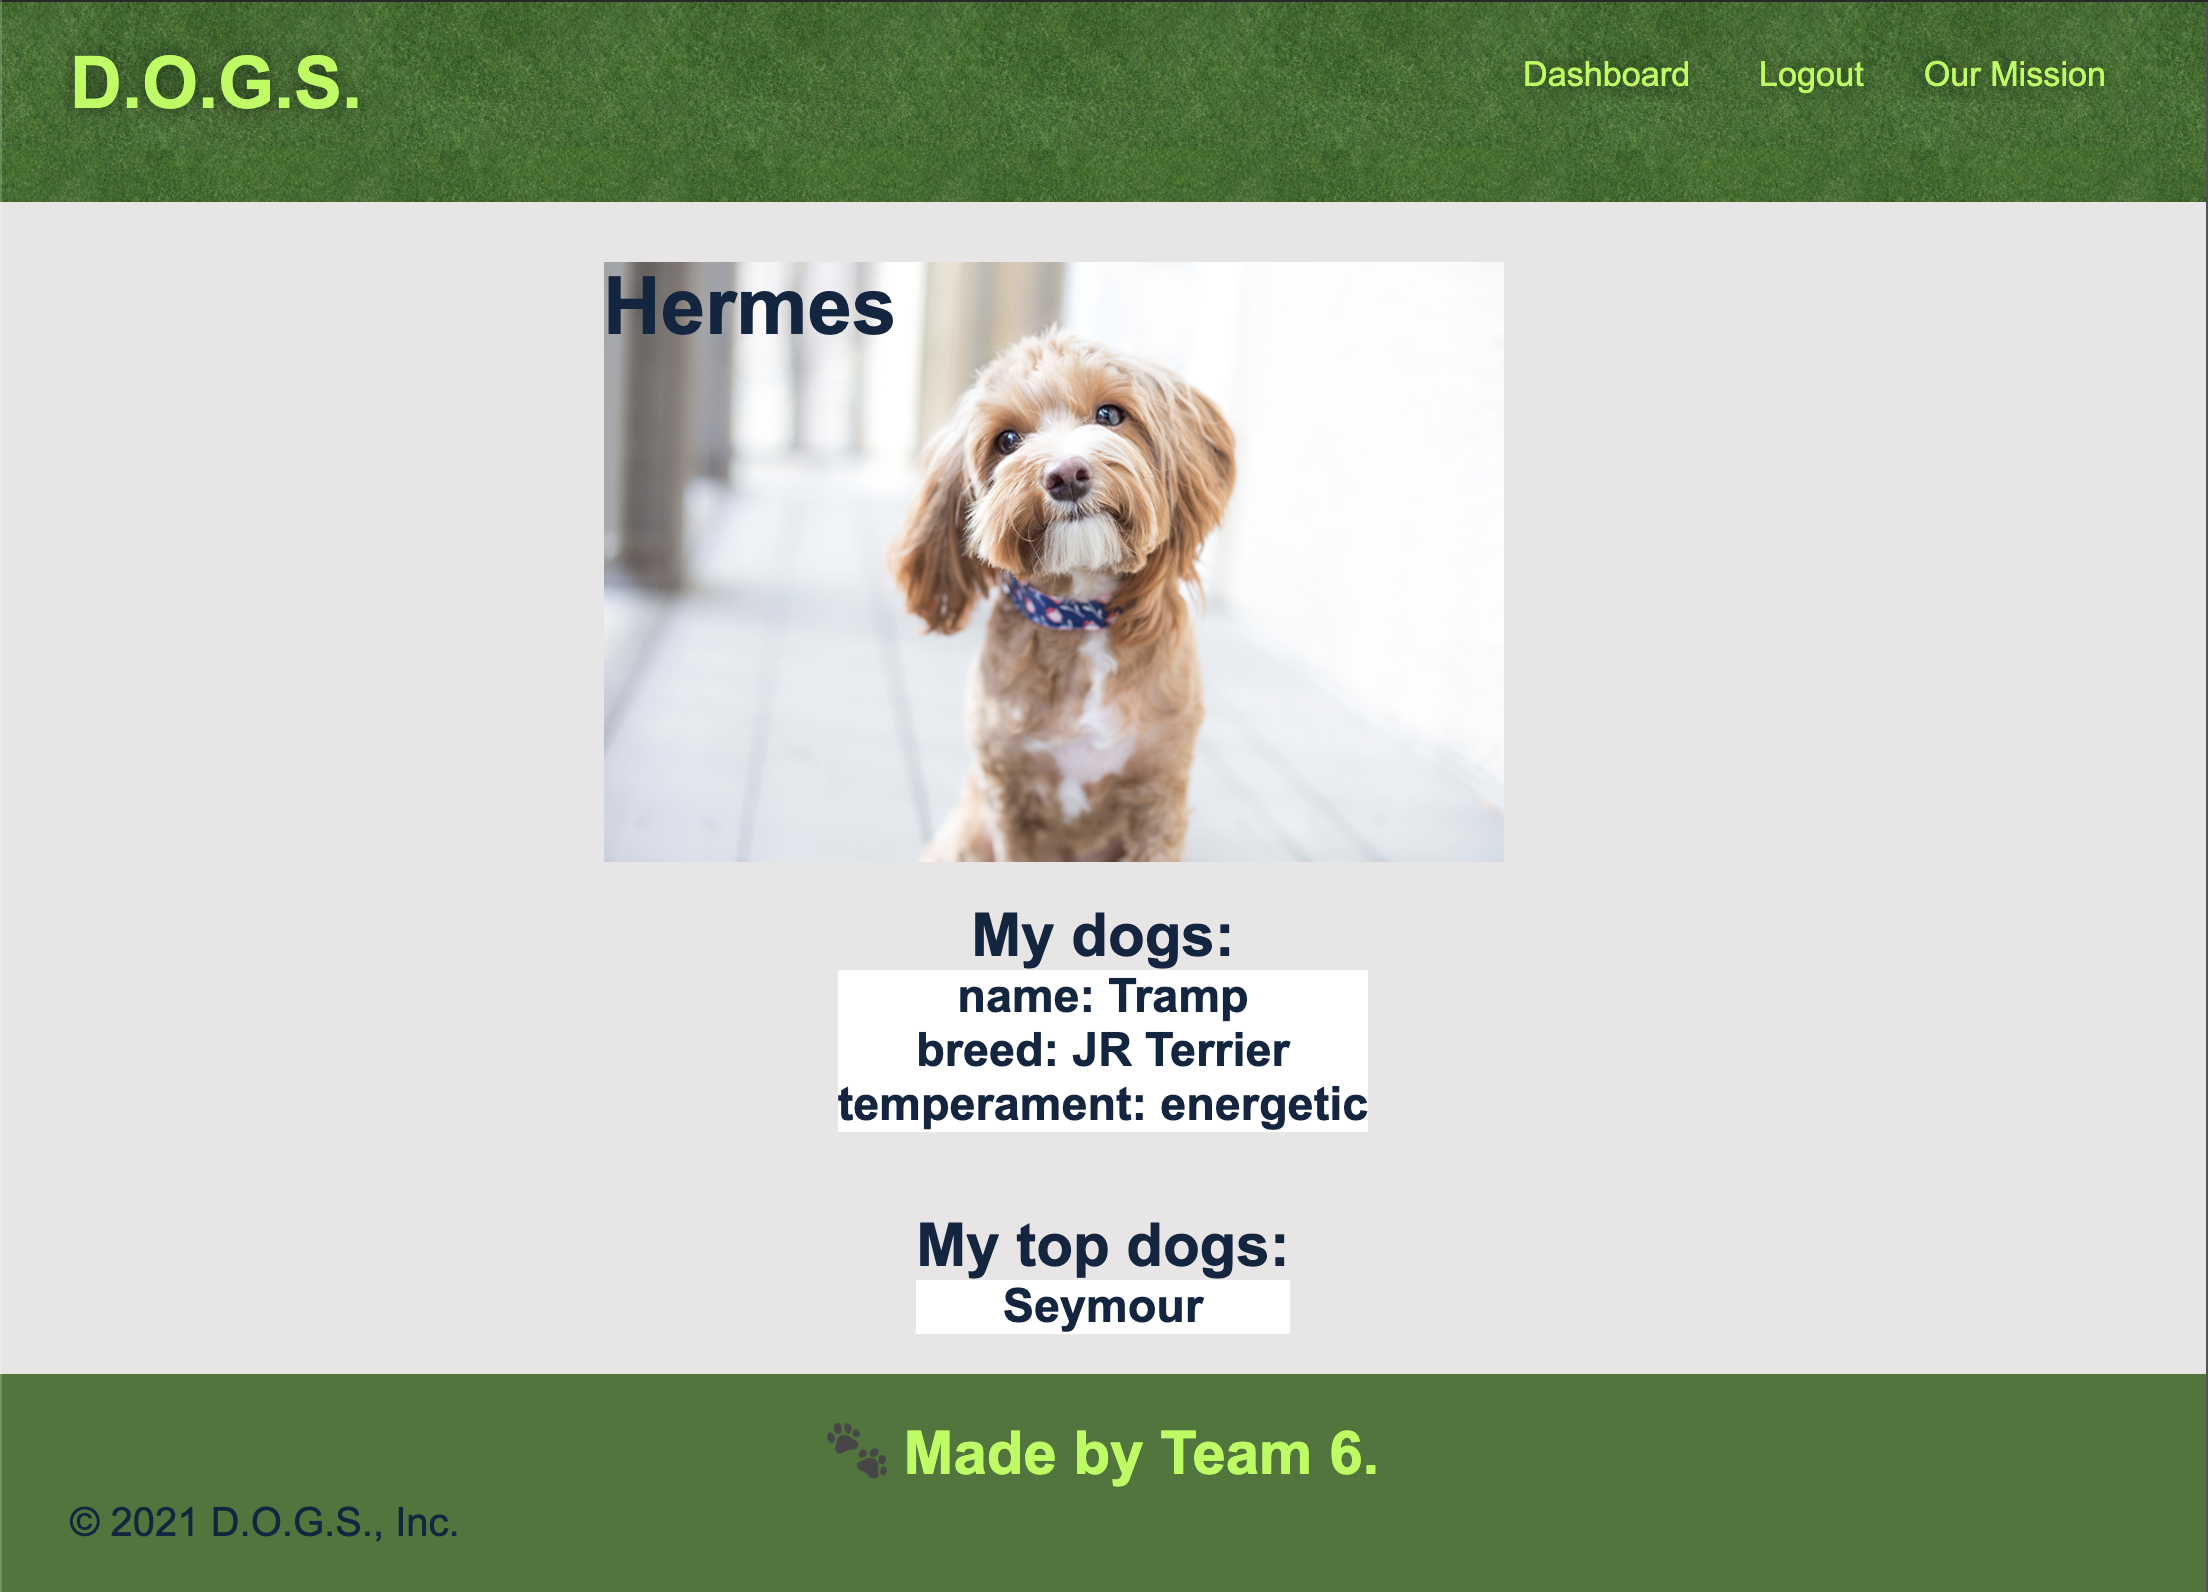 D.O.G.S.
Dashboard Logout Our Mission
Hermes
My dogs:
name: Tramp
breed: JR Terrier
temperament: energetic
My top dogs:
Seymour
🐾 Made by Team 6.
© 2021 D.O.G.S., Inc.